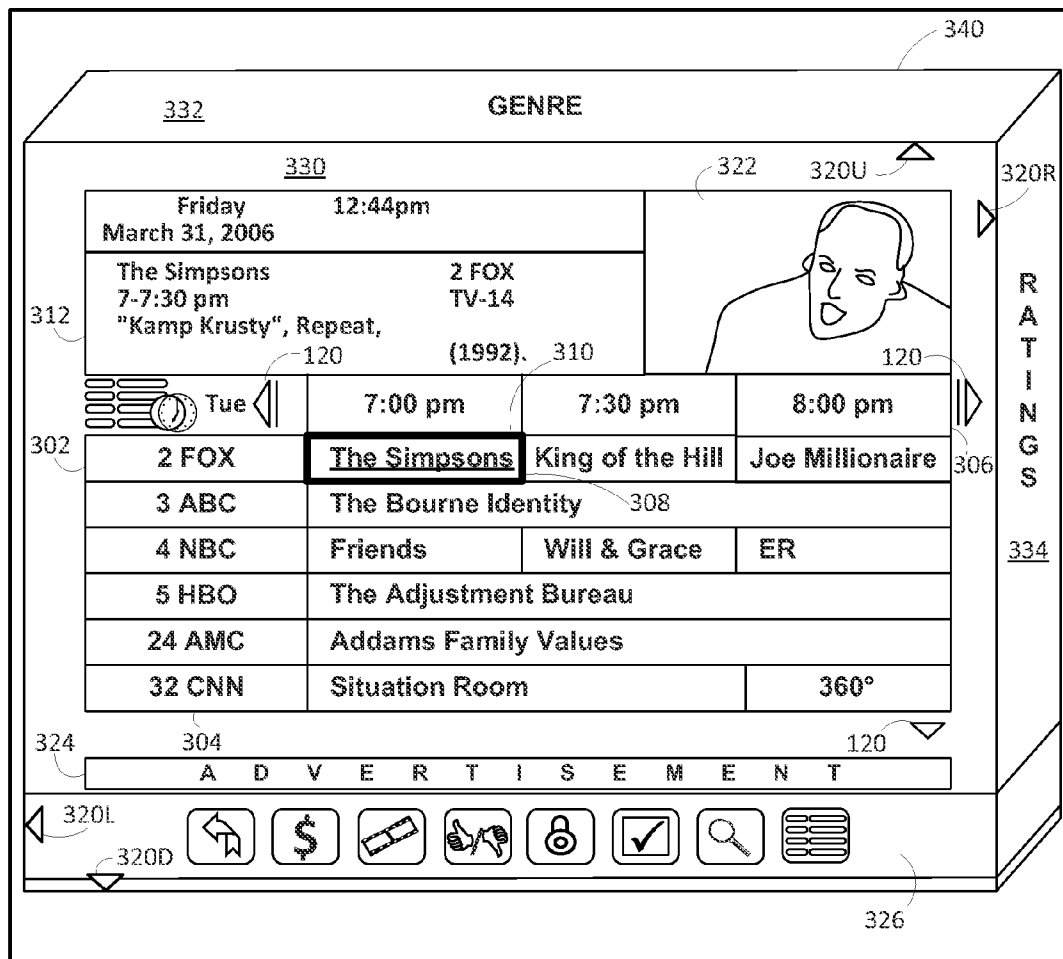 340
332 GENRE
330 322 320U 320R
Friday 12:44pm
March 31, 2006
The Simpsons 2 FOX
7-7:30 pm TV-14
"Kamp Krusty", Repeat,
(1992).
312 120 310 120
Tue 7:00 pm 7:30 pm 8:00 pm
302 2 FOX The Simpsons King of the Hill Joe Millionaire 306
3 ABC The Bourne Identity 308
4 NBC Friends Will & Grace ER
5 HBO The Adjustment Bureau
24 AMC Addams Family Values
32 CNN Situation Room 360°
RATINGS
334
324 304 120
A D V E R T I S E M E N T
320L $
320D
326